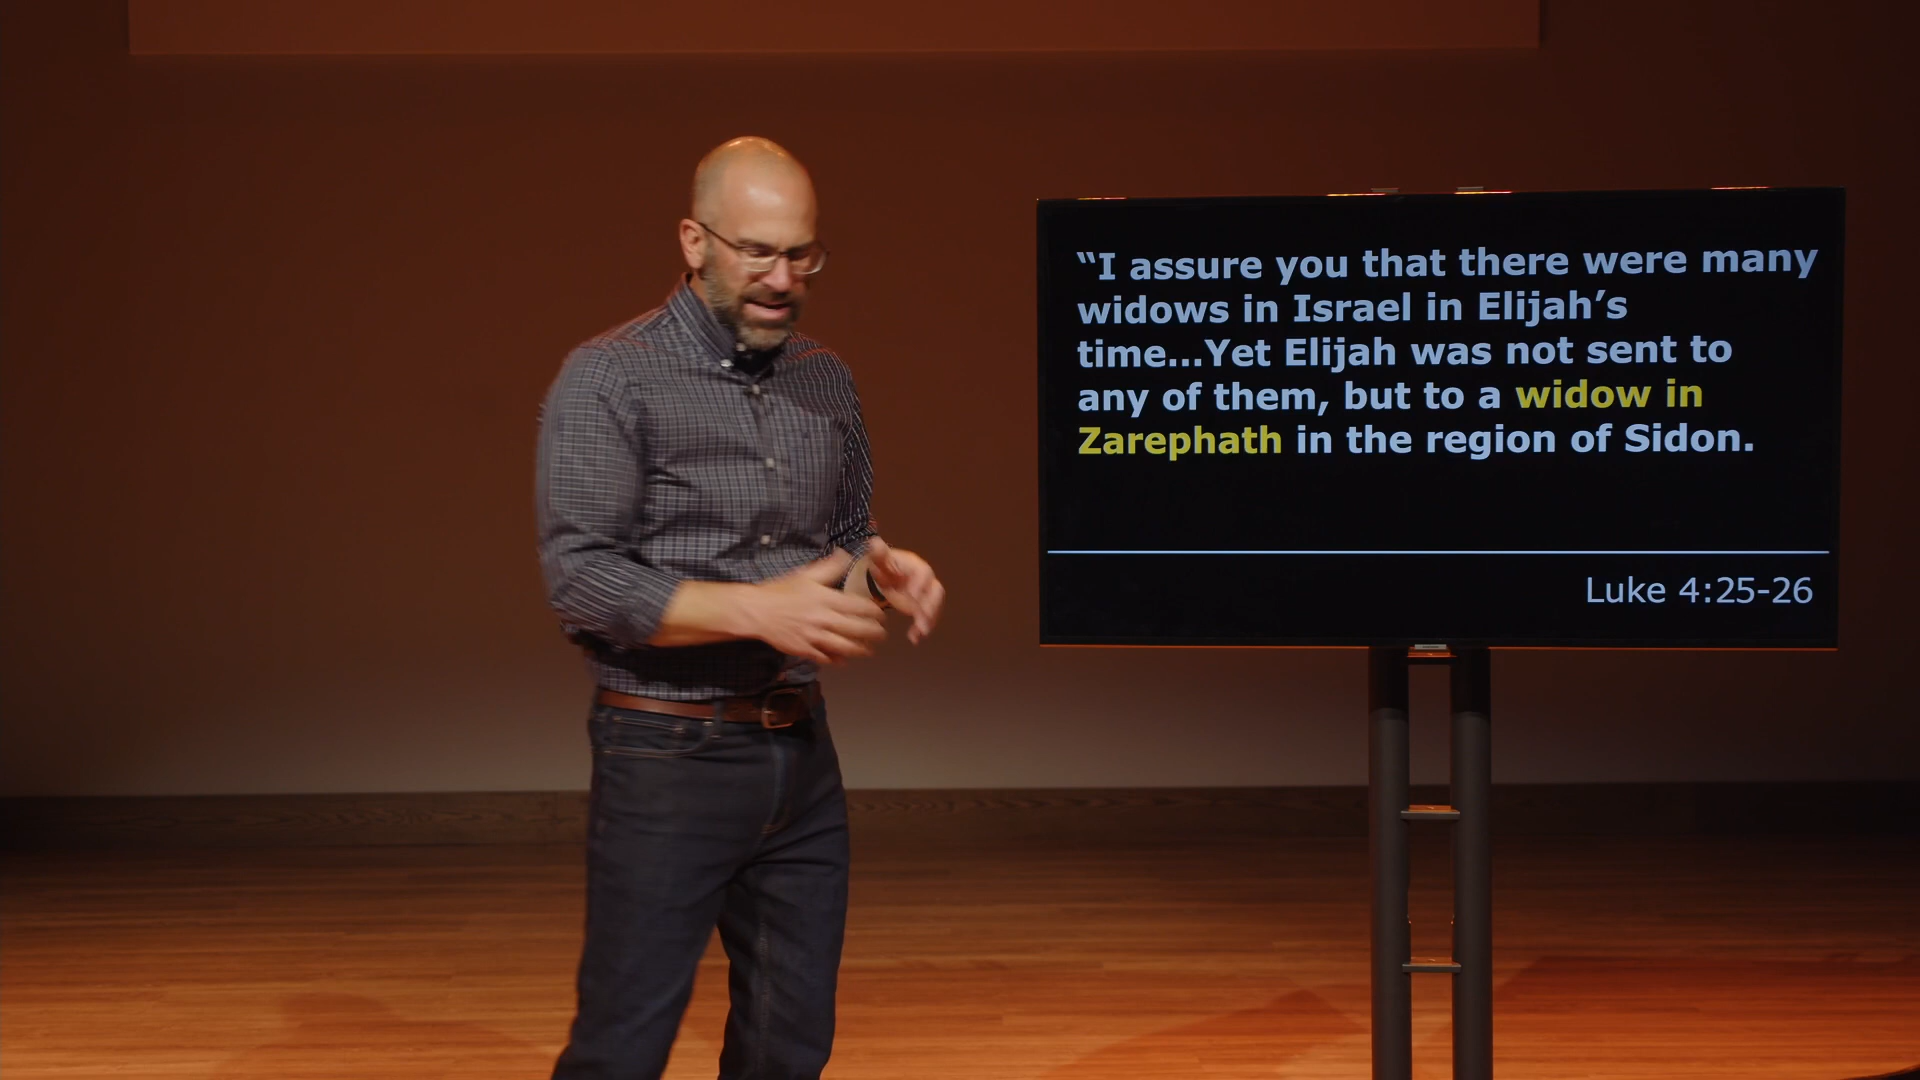 “I assure you that there were many
widows in Israel in Elijah’s
time...Yet Elijah was not sent to
any of them, but to a widow in
Zarephath in the region of Sidon.
Luke 4:25-26